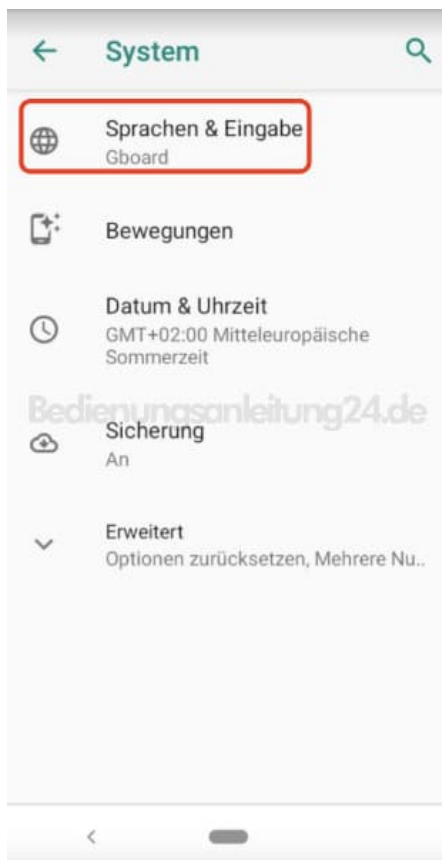 System
Sprachen & Eingabe
Gboard
Bewegungen
Datum & Uhrzeit
GMT+02:00 Mitteleuropäische
Sommerzeit
Bedienungsanleitung24.de
Sicherung
An
Erweitert
Optionen zurücksetzen, Mehrere Nu..